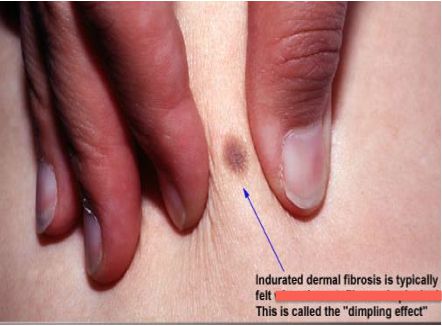 Indurated dermal fibrosis is typically
felt
This is called the "dimpling effect"